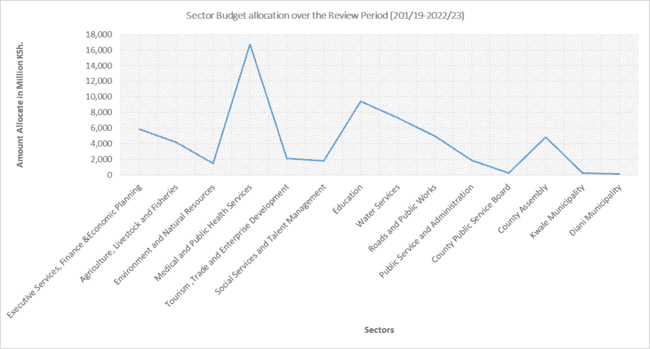 Sector Budget allocation over the Review Period (201/19-2022/23)
Amount Allocate in Million KSh.
18,000
16,000
14,000
12,000
10,000
8,000
6,000
4,000
2,000
0
Executive Services, Finance &Economic Planning
Agriculture, Livestock and Fisheries
Environment and Natural Resources
Medical and Public Health Services
Tourism ,Trade and Enterprise Development
Social Services and Talent Management
Education
Water Services
Roads and Public Works
Public Service and Administration
County Public Service Board
County Assembly
Kwale Municipality
Diani Municipality
Sectors